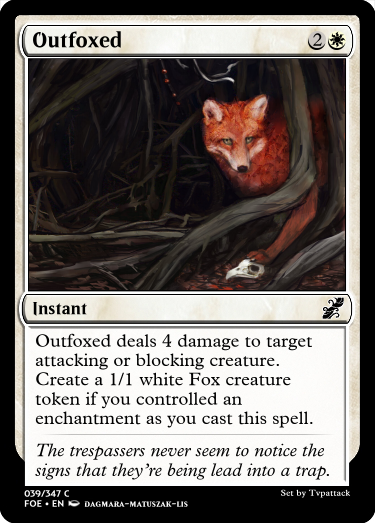 Outfoxed 2
Instant
Outfoxed deals 4 damage to target
attacking or blocking creature.
Create a 1/1 white Fox creature
token if you controlled an
enchantment as you cast this spell.
The trespassers never seem to notice the
signs that they're being lead into a trap.
039/347 C
Set by Tvpattack
FOE • EN DAGMARA-MATUSZAK-LIS